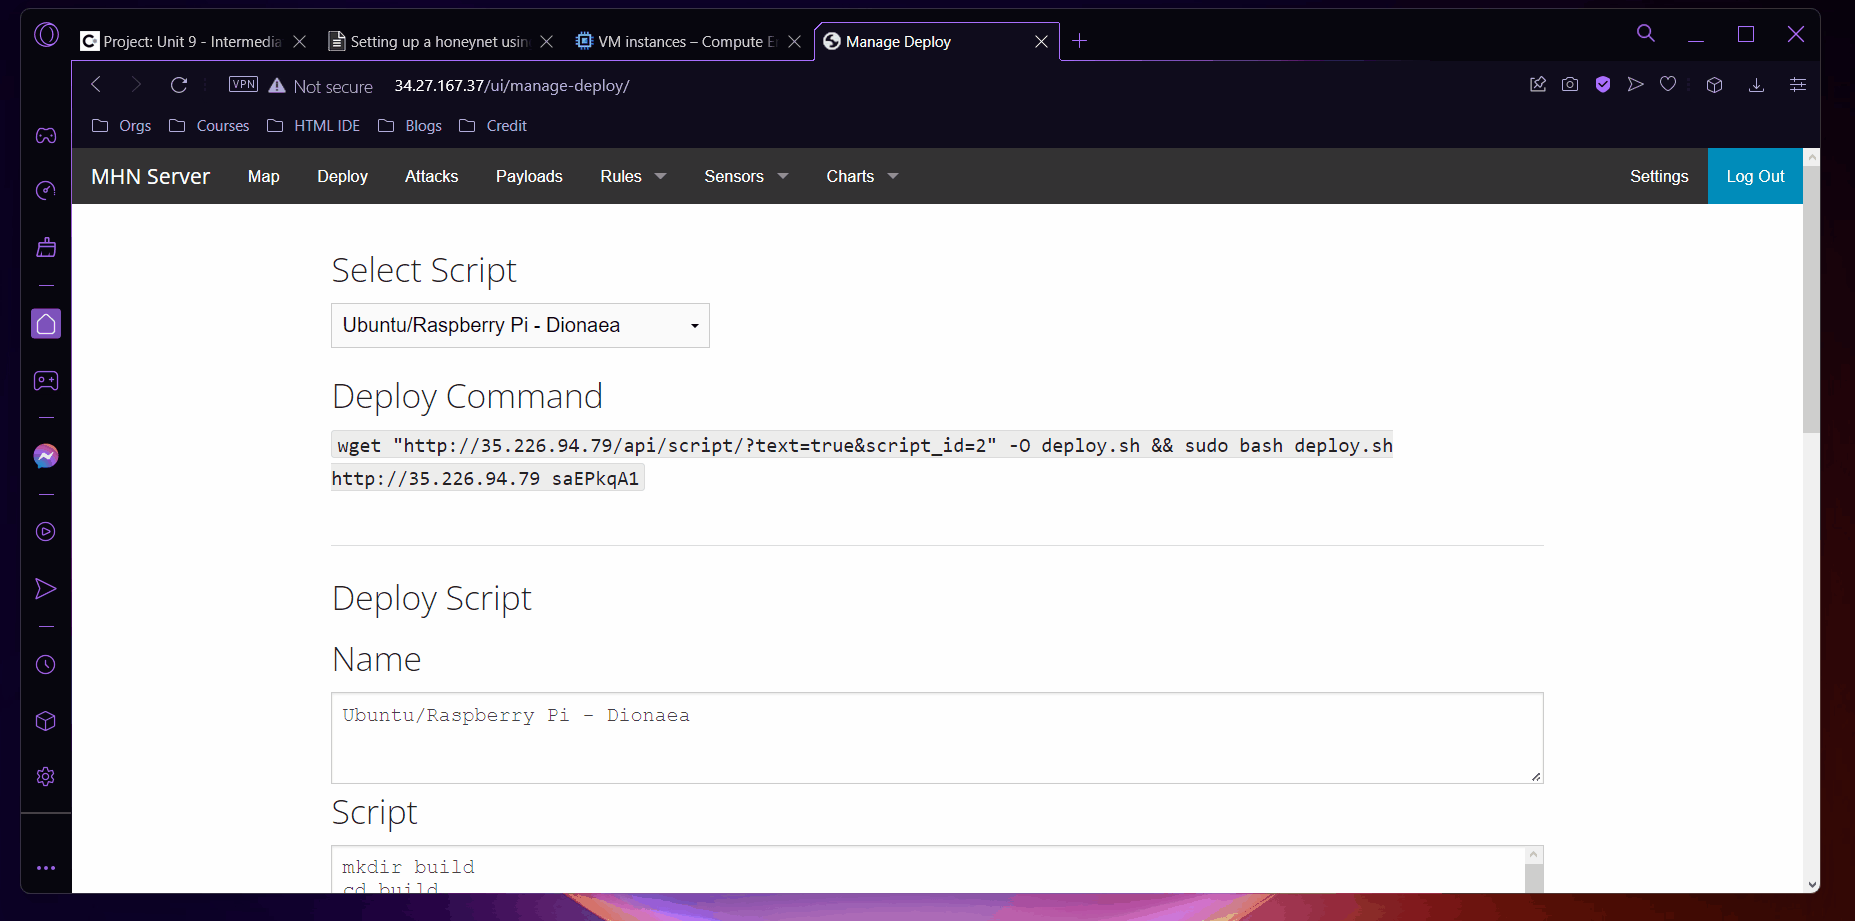 Project: Unit 9 - Intermedia
Setting up a honeynet usin
VM instances – Compute E
Manage Deploy
VPN Not secure 34.27.167.37/ui/manage-deploy/
Orgs Courses HTML IDE Blogs Credit
MHN Server Map Deploy Attacks Payloads Rules Sensors Charts Settings Log Out
Select Script
Ubuntu/Raspberry Pi - Dionaea
Deploy Command
wget "http://35.226.94.79/api/script/?text=true&script_id=2" -O deploy.sh && sudo bash deploy.sh
http://35.226.94.79 saEPkqA1
Deploy Script
Name
Ubuntu/Raspberry Pi - Dionaea
Script
mkdir build
cd build